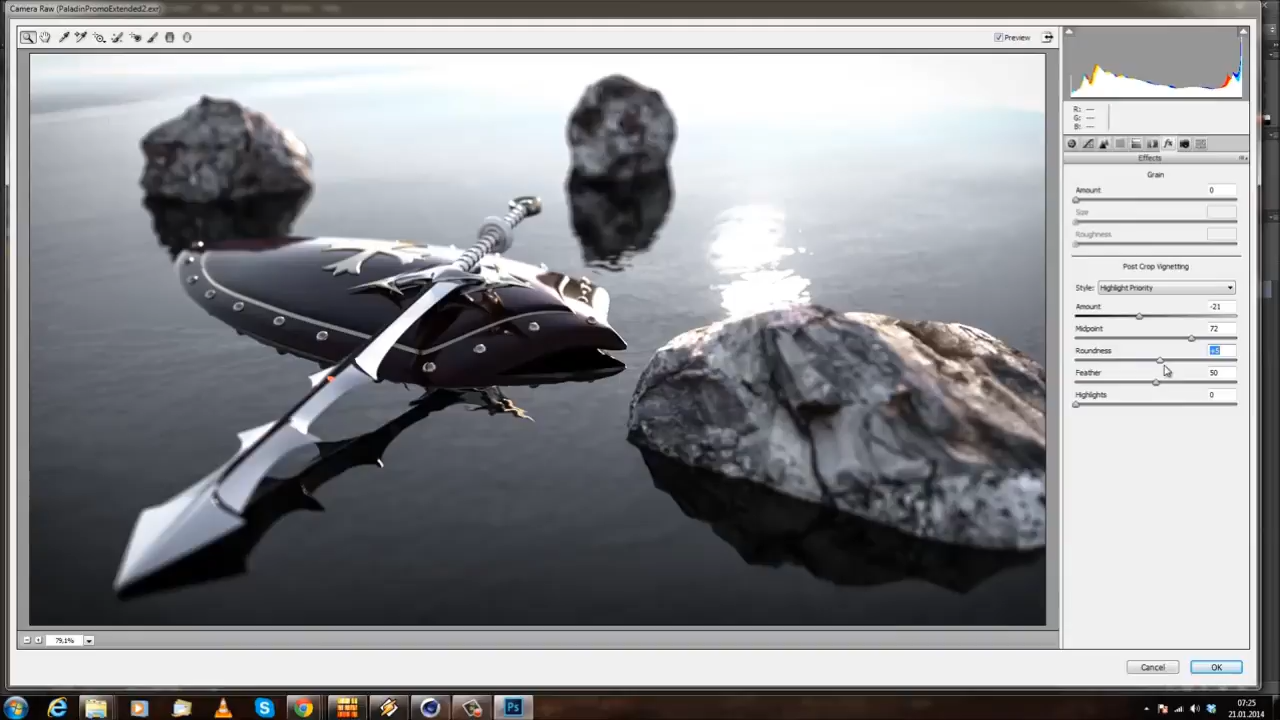 Camera Raw (PaladinPromoExtended2.exr)
Preview
R: ---
G: ---
B: ---
Effects
Grain
Amount 0
Size
Roughness
Post Crop Vignetting
Style: Highlight Priority
Amount -21
Midpoint 72
Roundness +5
Feather 50
Highlights 0
79,1%
Cancel OK
07:25
21.01.2014